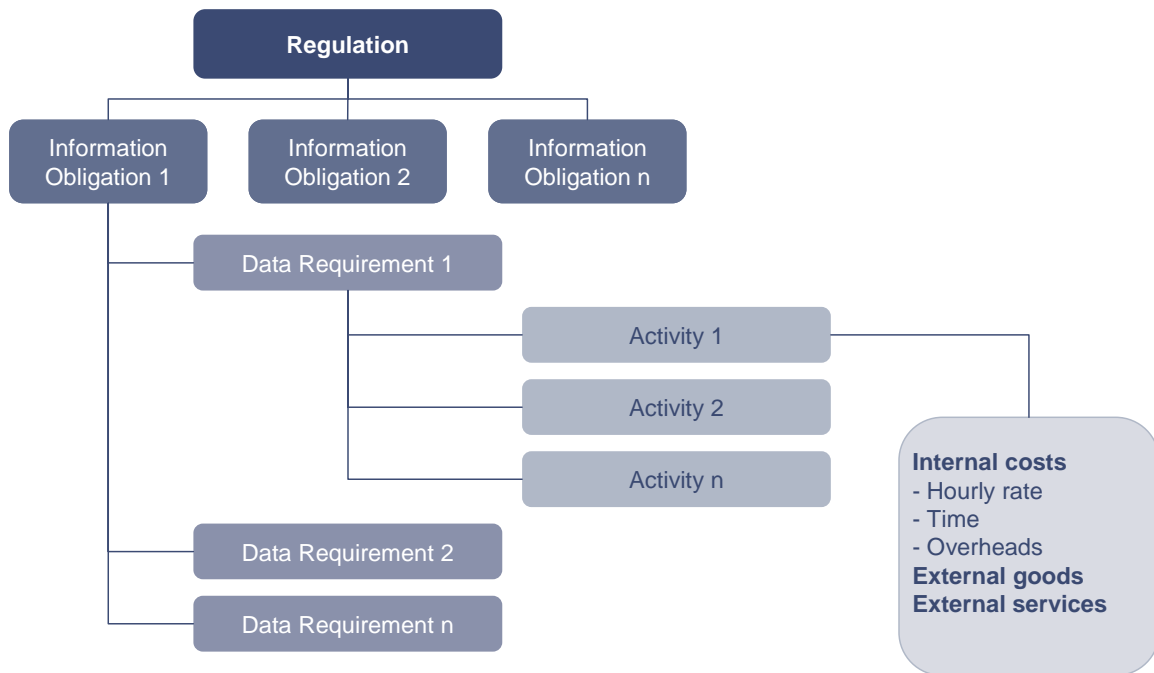 Regulation
Information
Obligation 1
Information
Obligation 2
Information
Obligation n
Data Requirement 1
Activity 1
Activity 2
Activity n
Internal costs
- Hourly rate
- Time
- Overheads
External goods
External services
Data Requirement 2
Data Requirement n